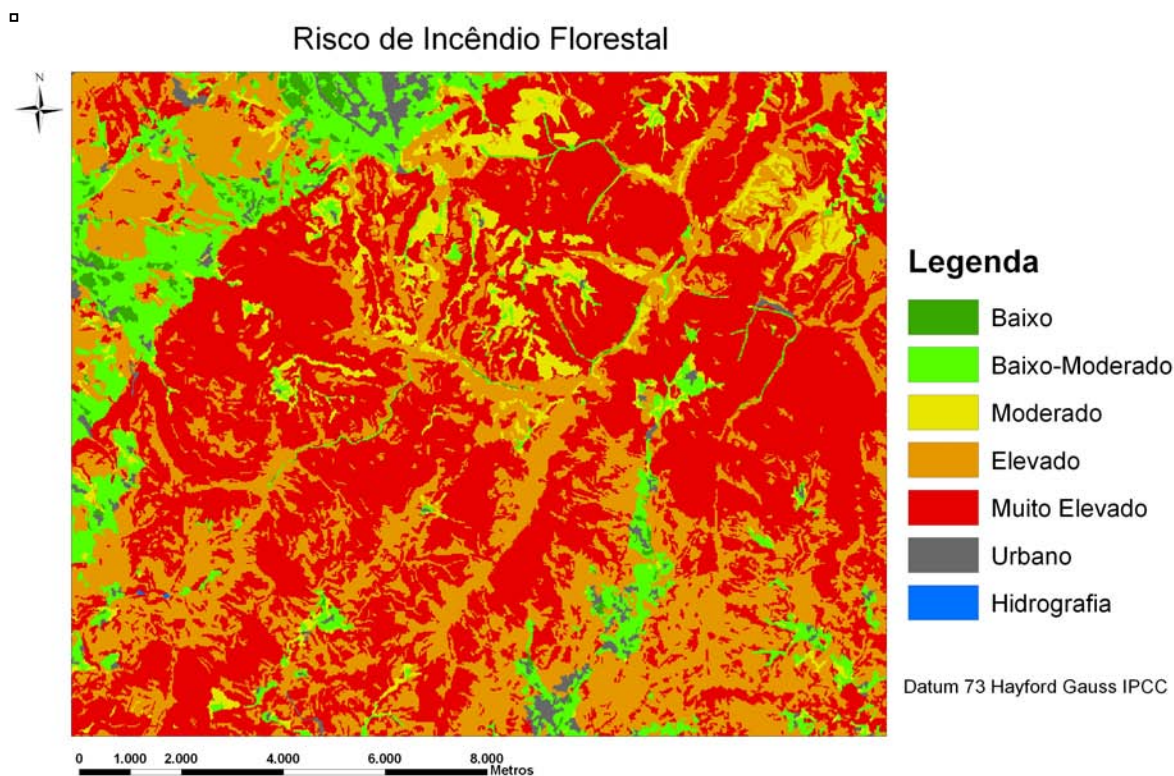 Risco de Incêndio Florestal
N
Legenda
Baixo
Baixo-Moderado
Moderado
Elevado
Muito Elevado
Urbano
Hidrografia
Datum 73 Hayford Gauss IPCC
0 1.000 2.000 4.000 6.000 8.000
Metros